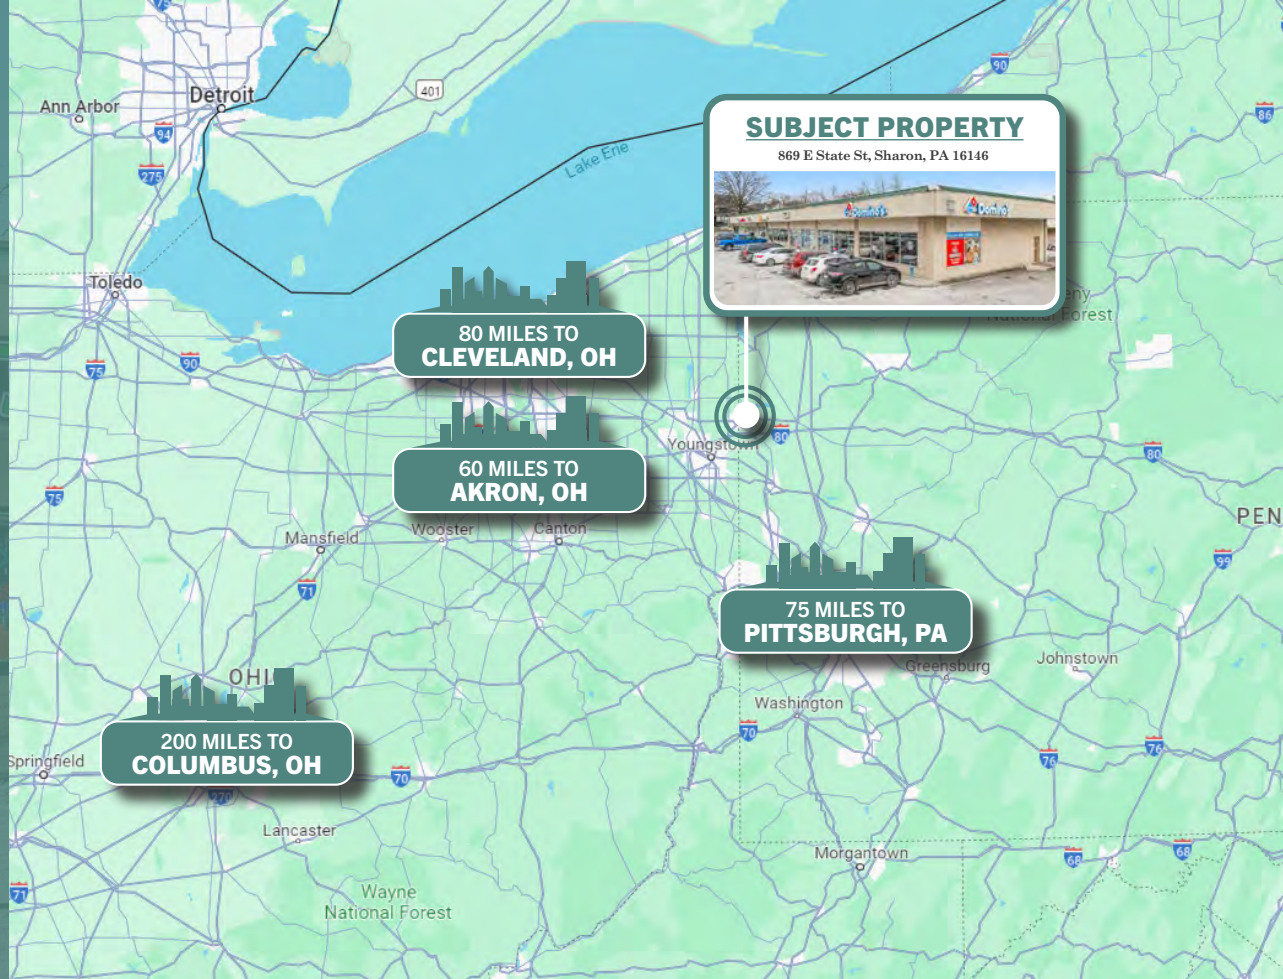 75
Detroit
Ann Arbor
94
275
401
90
86
Lake Erie
SUBJECT PROPERTY
869 E State St, Sharon, PA 16146
Domino's
Domino's
National Forest
Toledo
75
90
80 MILES TO
CLEVELAND, OH
60 MILES TO
AKRON, OH
Youngstown
80
80
75
Mansfield
Wooster
Canton
71
PEN
99
75 MILES TO
PITTSBURGH, PA
Greensburg
Johnstown
OHI
200 MILES TO
COLUMBUS, OH
Springfield
70
270
Washington
70
76
76
Lancaster
Morgantown
68
68
71
Wayne
National Forest